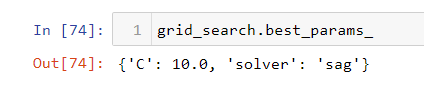 In [74]: 1 grid_search.best_params_
Out[74]: {'C': 10.0, 'solver': 'sag'}